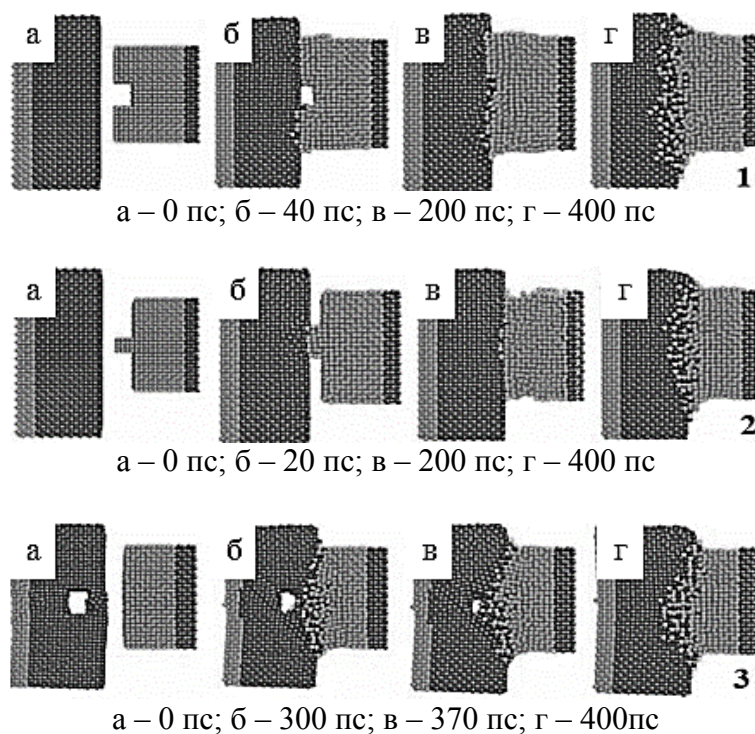 а б в г
1
а – 0 пс; б – 40 пс; в – 200 пс; г – 400 пс
а б в г
2
а – 0 пс; б – 20 пс; в – 200 пс; г – 400 пс
а б в г
3
а – 0 пс; б – 300 пс; в – 370 пс; г – 400пс